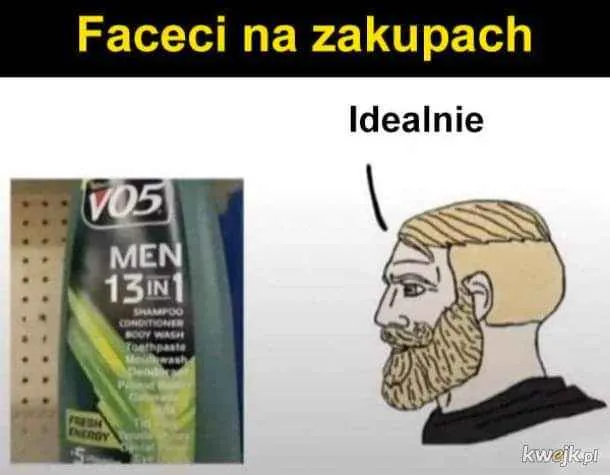 Faceci na zakupach
Idealnie
VO5
MEN
13 IN 1
SHAMPOO
CONDITIONER
BODY WASH
Toothpaste
Mouthwash
Deodorant
FRESH
ENERGY
kwejk.pl